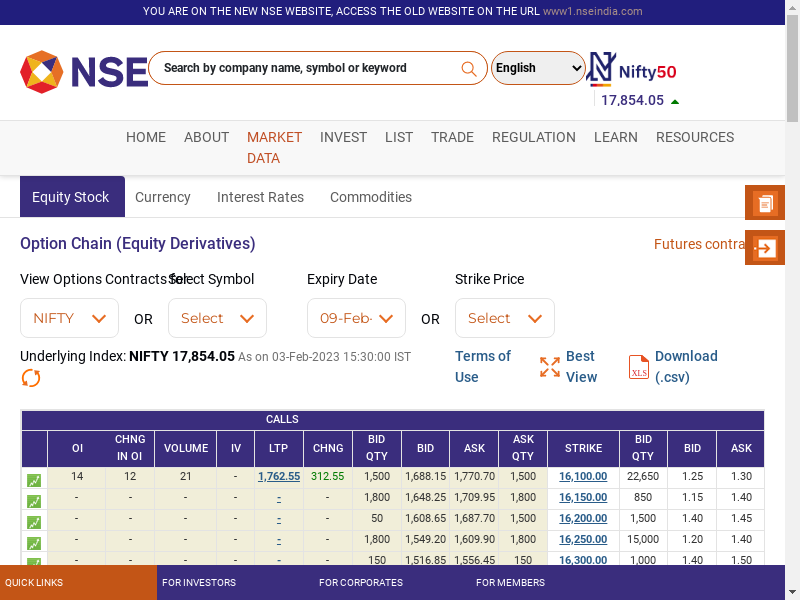 YOU ARE ON THE NEW NSE WEBSITE, ACCESS THE OLD WEBSITE ON THE URL www1.nseindia.com
NSE
Search by company name, symbol or keyword
English
Nifty50
17,854.05
HOME ABOUT MARKET DATA INVEST LIST TRADE REGULATION LEARN RESOURCES
Equity Stock Currency Interest Rates Commodities
Option Chain (Equity Derivatives)
Futures contra
View Options Contracts for Select Symbol Expiry Date Strike Price
NIFTY OR Select 09-Feb- OR Select
Underlying Index: NIFTY 17,854.05 As on 03-Feb-2023 15:30:00 IST
Terms of Use
Best View
XLS
Download (.csv)
CALLS
OI CHNG IN OI VOLUME IV LTP CHNG BID QTY BID ASK ASK QTY STRIKE BID QTY BID ASK
14 12 21 - 1,762.55 312.55 1,500 1,688.15 1,770.70 1,500 16,100.00 22,650 1.25 1.30
- - - - - - 1,800 1,648.25 1,709.95 1,800 16,150.00 850 1.15 1.40
- - - - - - 50 1,608.65 1,687.70 1,500 16,200.00 1,500 1.40 1.45
- - - - - - 1,800 1,549.20 1,609.90 1,800 16,250.00 15,000 1.20 1.40
- - - - - - 150 1,516.85 1,556.45 150 16,300.00 1,000 1.40 1.50
QUICK LINKS FOR INVESTORS FOR CORPORATES FOR MEMBERS